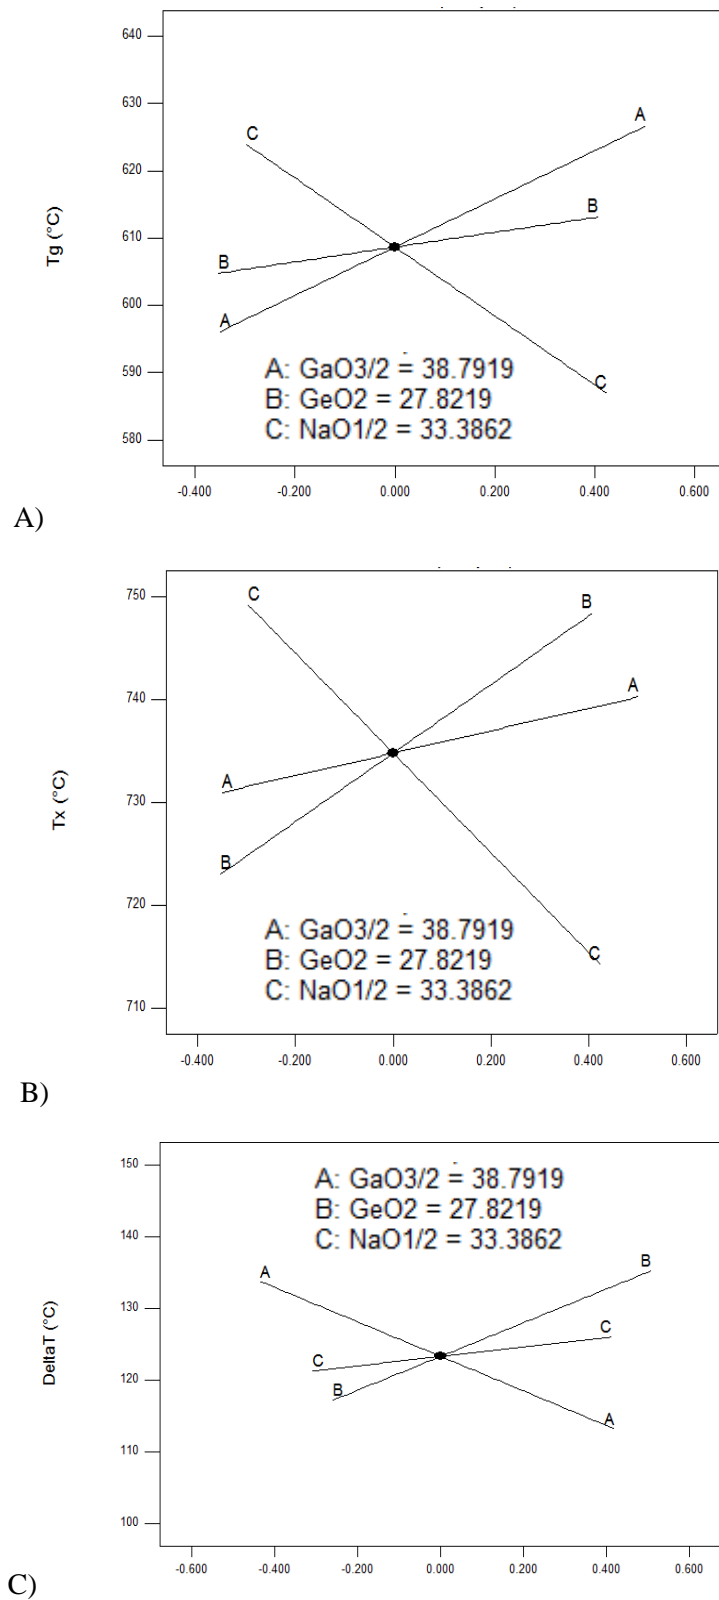 640
630
620
610
600
590
580
Tg (°C)
C
A
B
B
A
C
A: GaO3/2 = 38.7919
B: GeO2 = 27.8219
C: NaO1/2 = 33.3862
-0.400 -0.200 0.000 0.200 0.400 0.600
A)
750
740
730
720
710
Tx (°C)
C
B
A
A
B
C
A: GaO3/2 = 38.7919
B: GeO2 = 27.8219
C: NaO1/2 = 33.3862
-0.400 -0.200 0.000 0.200 0.400 0.600
B)
150
140
130
120
110
100
DeltaT (°C)
A: GaO3/2 = 38.7919
B: GeO2 = 27.8219
C: NaO1/2 = 33.3862
A
B
C
C
B
A
-0.600 -0.400 -0.200 0.000 0.200 0.400 0.600
C)